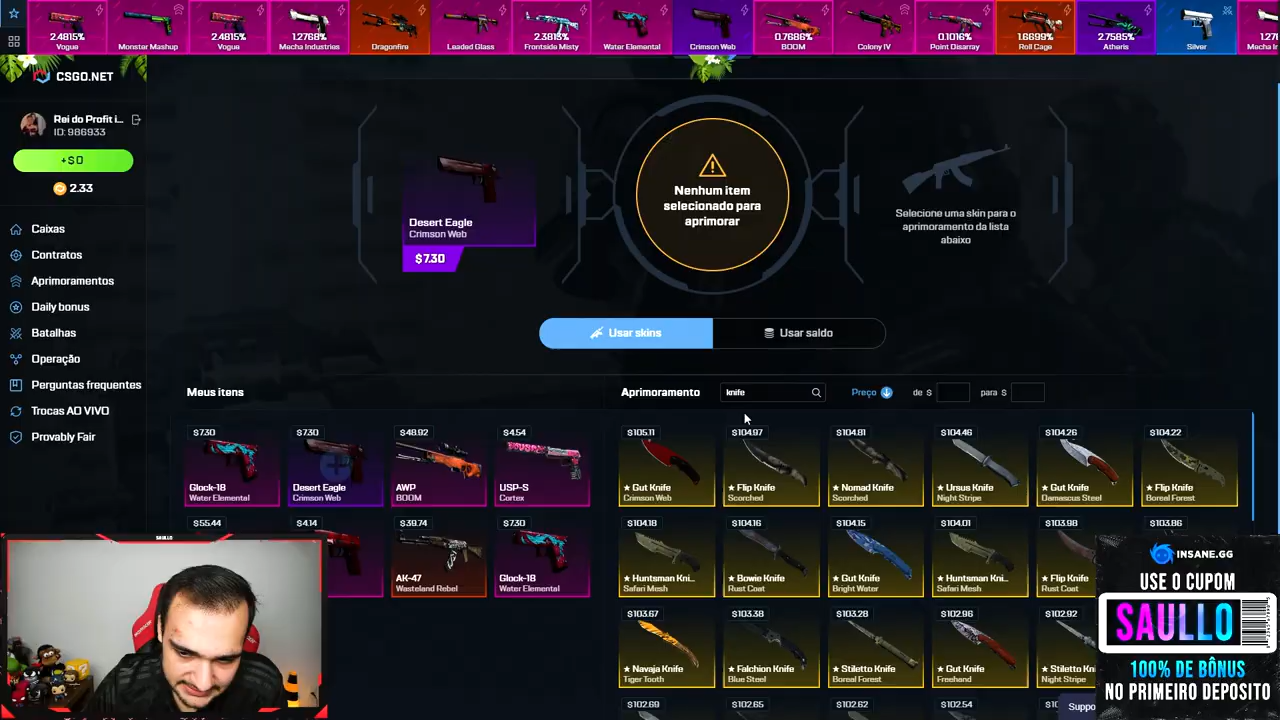 2.4815%
Vogue
Monster Mashup
2.4815%
Vogue
1.2768%
Mecha Industries
Dragonfire
Leaded Glass
2.3813%
Frontside Misty
Water Elemental
Crimson Web
0.7686%
BOOM
Colony IV
0.1016%
Point Disarray
1.6699%
Roll Cage
2.7585%
Atheris
Silver
CSGO.NET
Rei do Profit i...
ID: 986933
+$0
2.33
Caixas
Contratos
Aprimoramentos
Daily bonus
Batalhas
Operação
Perguntas frequentes
Trocas AO VIVO
Provably Fair
Desert Eagle
Crimson Web
$7.30
Nenhum item
selecionado para
aprimorar
Selecione uma skin para o
aprimoramento da lista
abaixo
Usar skins
Usar saldo
Meus itens
Aprimoramento
knife
Preço
de $
para $
$7.30
Glock-18
Water Elemental
$7.30
Desert Eagle
Crimson Web
$48.92
AWP
BOOM
$4.54
USP-S
Cortex
$55.44
$4.14
$39.74
AK-47
Wasteland Rebel
$7.30
Glock-18
Water Elemental
$105.11
★ Gut Knife
Crimson Web
$104.97
★ Flip Knife
Scorched
$104.81
★ Nomad Knife
Scorched
$104.46
★ Ursus Knife
Night Stripe
$104.26
★ Gut Knife
Damascus Steel
$104.22
★ Flip Knife
Boreal Forest
$104.18
★ Huntsman Kni...
Safari Mesh
$104.16
★ Bowie Knife
Rust Coat
$104.15
★ Gut Knife
Bright Water
$104.01
★ Huntsman Kni...
Safari Mesh
$103.98
★ Flip Knife
Rust Coat
$103.86
$103.67
★ Navaja Knife
Tiger Tooth
$103.38
★ Falchion Knife
Blue Steel
$103.28
★ Stiletto Knife
Boreal Forest
$102.96
★ Gut Knife
Freehand
$102.92
★ Stiletto Kn
Night Stripe
$102.69
$102.65
$102.62
$102.54
Suppo
SAULLO
INSANE.GG
USE O CUPOM
SAULLO
100% DE BÔNUS
NO PRIMEIRO DEPOSITO